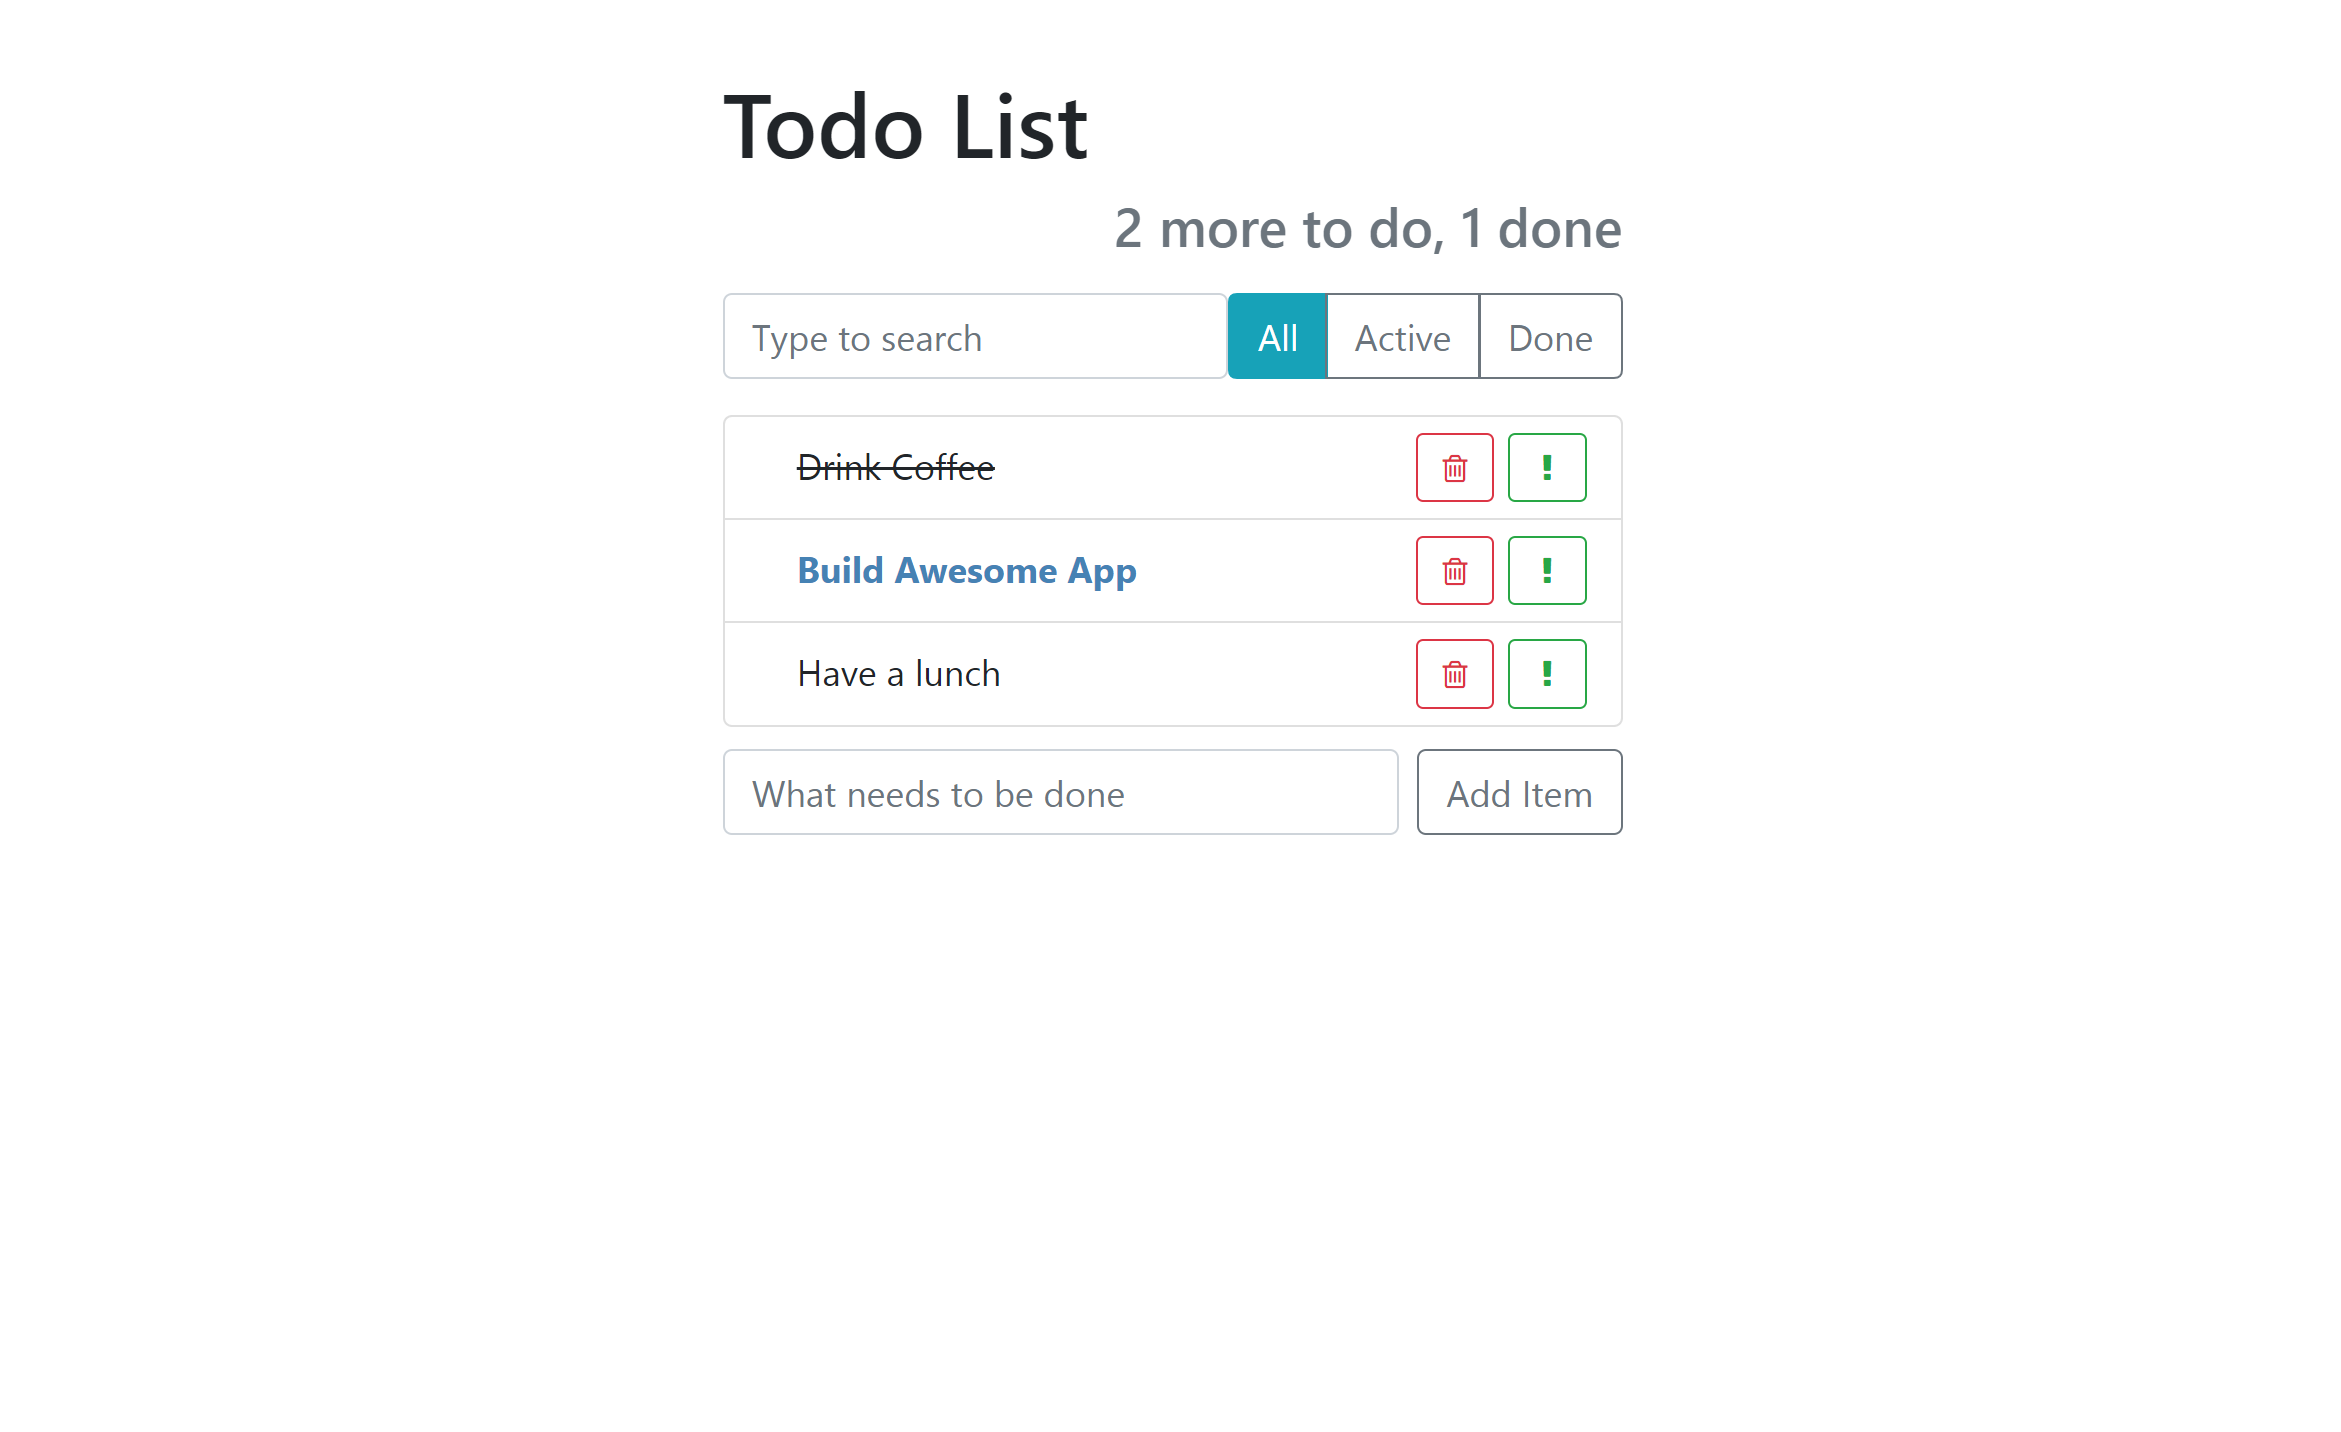 Todo List
2 more to do, 1 done
Type to search All Active Done
Drink Coffee !
Build Awesome App !
Have a lunch !
What needs to be done Add Item